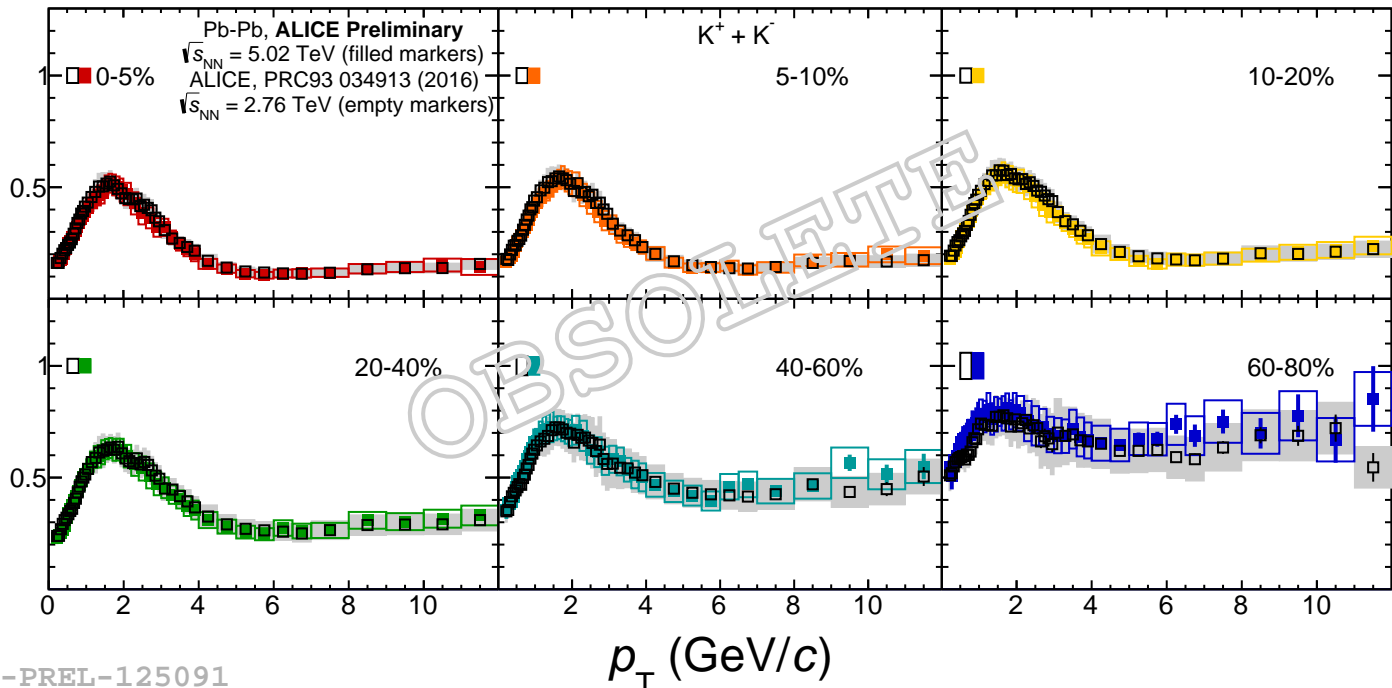 Pb-Pb, ALICE Preliminary
√sNN = 5.02 TeV (filled markers)
ALICE, PRC93 034913 (2016)
√sNN = 2.76 TeV (empty markers)
0-5%
K+ + K-
5-10%
10-20%
1
0.5
20-40%
40-60%
60-80%
1
0.5
0 2 4 6 8 10 2 4 6 8 10 2 4 6 8 10
pT (GeV/c)
OBSOLETE
-PREL-125091